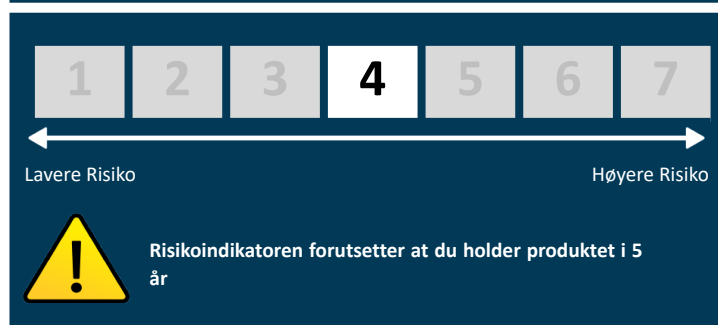 1 2 3 4 5 6 7
Lavere Risiko Høyere Risiko
Risikoindikatoren forutsetter at du holder produktet i 5
år